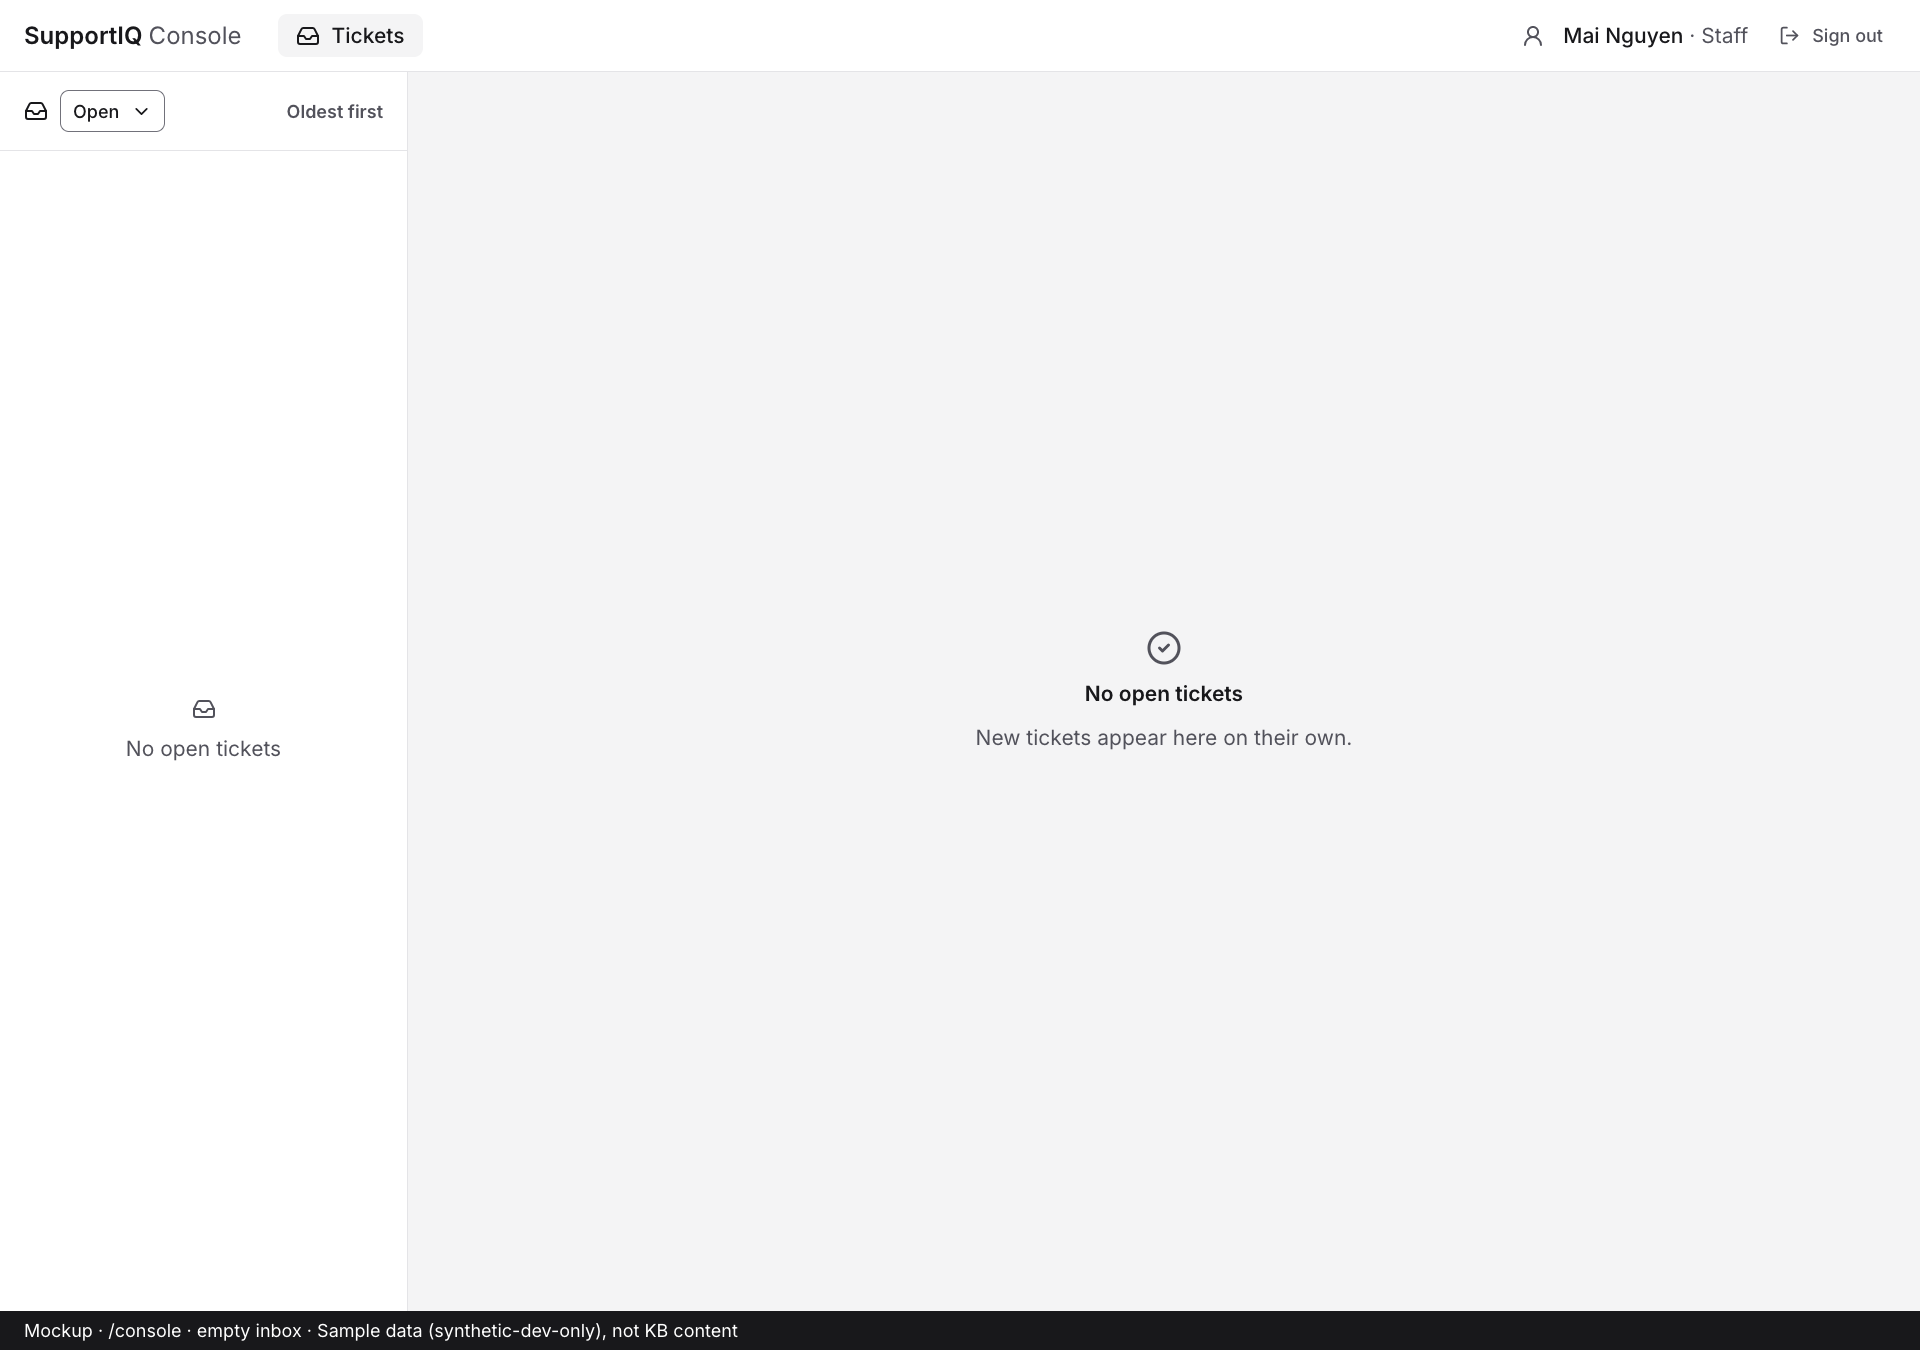 SupportIQ Console
Tickets
Mai Nguyen · Staff
Sign out
Open
Oldest first
No open tickets
No open tickets
New tickets appear here on their own.
Mockup · /console · empty inbox · Sample data (synthetic-dev-only), not KB content